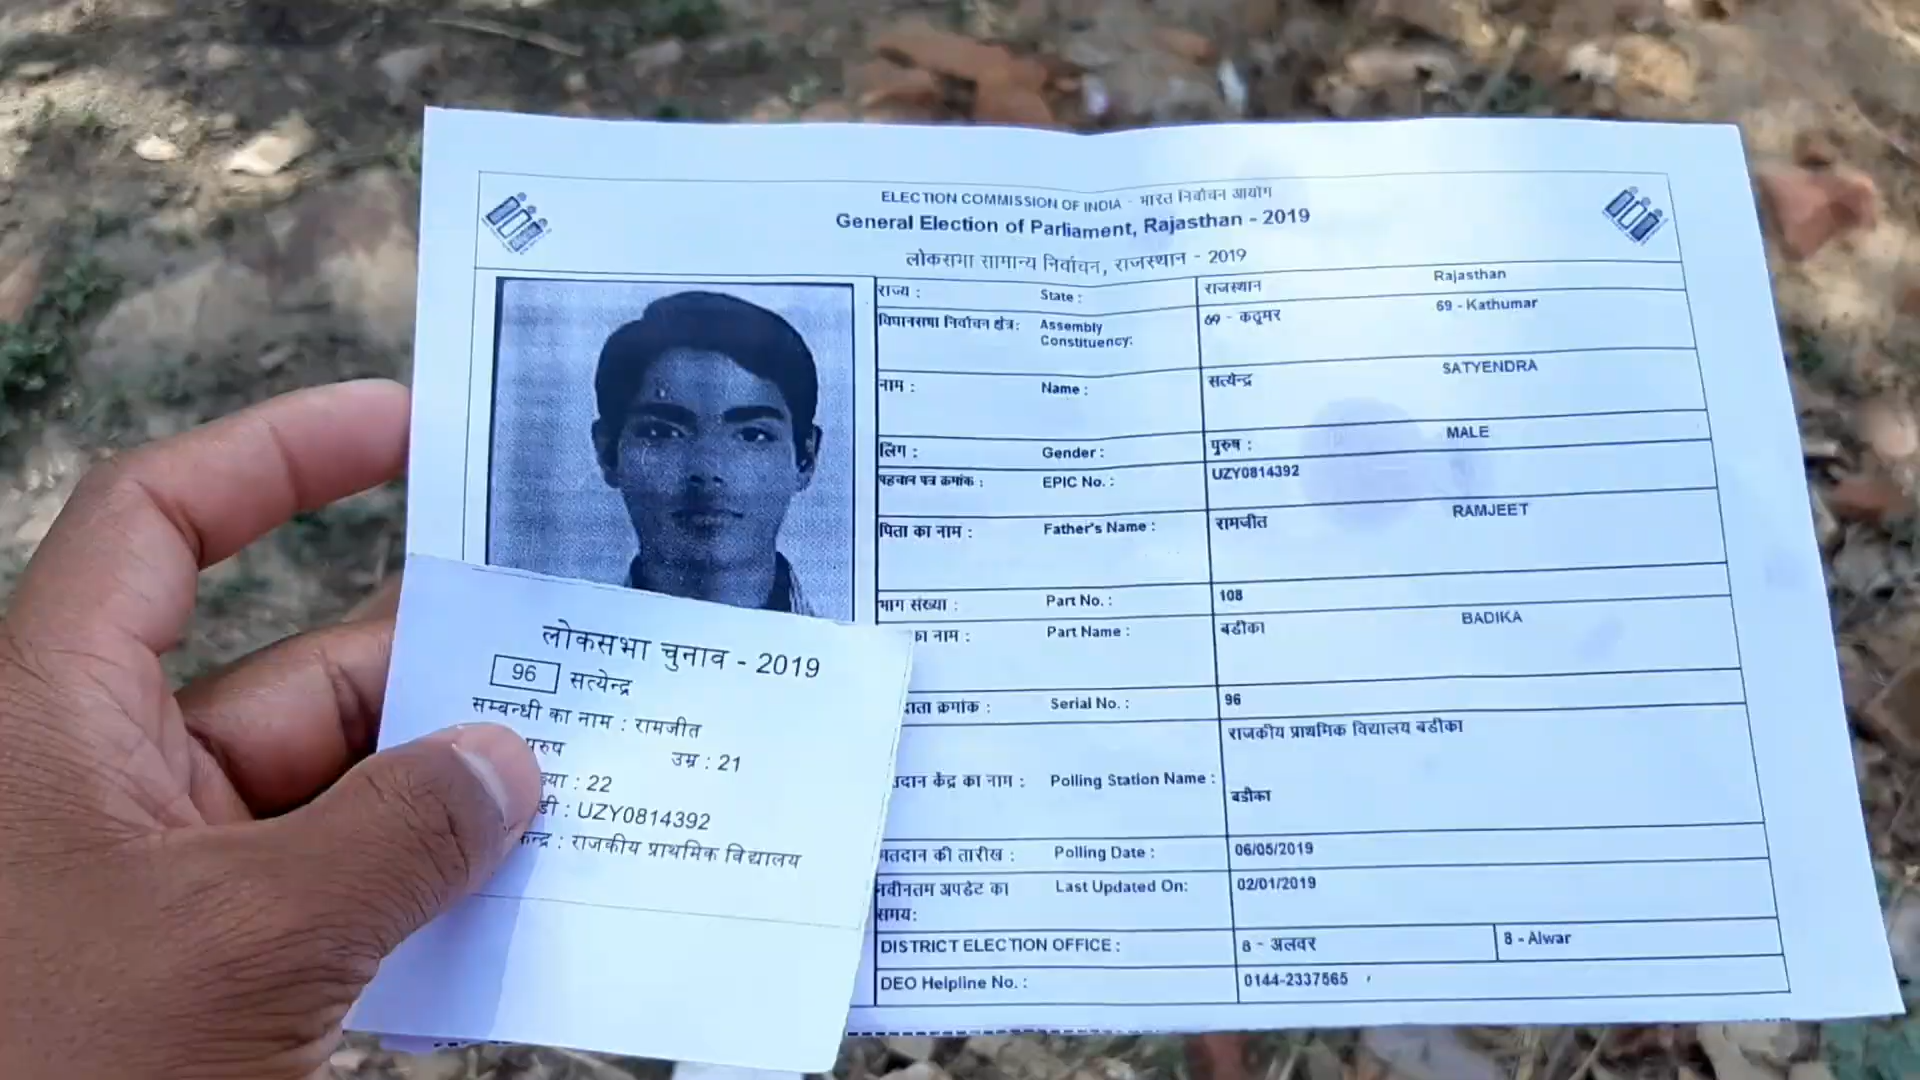 ELECTION COMMISSION OF INDIA - भारत निर्वाचन आयोग
General Election of Parliament, Rajasthan - 2019
लोकसभा सामान्य निर्वाचन, राजस्थान - 2019
राज्य : State : राजस्थान Rajasthan
विधानसभा निर्वाचन क्षेत्र: Assembly Constituency: 69 - कठूमर 69 - Kathumar
नाम : Name : सत्येन्द्र SATYENDRA
लिंग : Gender : पुरुष : MALE
पहचान पत्र क्रमांक : EPIC No. : UZY0814392
पिता का नाम : Father's Name : रामजीत RAMJEET
भाग संख्या : Part No. : 108
का नाम : Part Name : बडीका BADIKA
क्रमांक : Serial No. : 96
राजकीय प्राथमिक विद्यालय बडीका
केंद्र का नाम : Polling Station Name :
बडीका
मतदान की तारीख : Polling Date : 06/05/2019
नवीनतम अपडेट का Last Updated On: 02/01/2019
समय:
DISTRICT ELECTION OFFICE : 8 - अलवर 8 - Alwar
DEO Helpline No. : 0144-2337565
लोकसभा चुनाव - 2019
96 सत्येन्द्र
सम्बन्धी का नाम : रामजीत
उम्र : 21
: 22
: UZY0814392
: राजकीय प्राथमिक विद्यालय